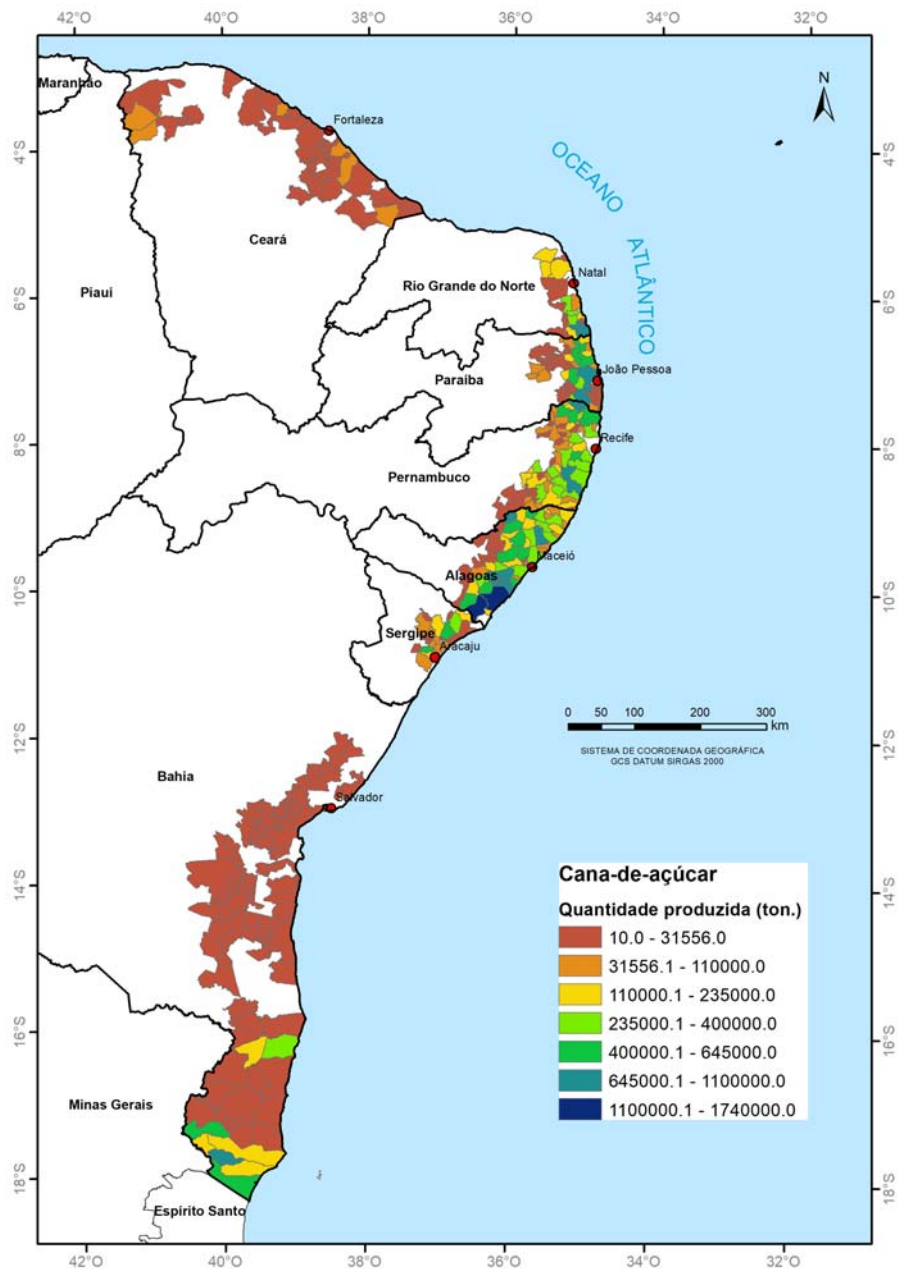 42°O 40°O 38°O 36°O 34°O 32°O
Maranhão
N
Fortaleza
4°S 4°S
OCEANO
ATLÂNTICO
Ceará
Piauí
Rio Grande do Norte
Natal
6°S 6°S
Paraíba
João Pessoa
8°S 8°S
Recife
Pernambuco
Maceió
Alagoas
10°S 10°S
Sergipe
Aracaju
0 50 100 200 300
km
SISTEMA DE COORDENADA GEOGRÁFICA
GCS DATUM SIRGAS 2000
12°S 12°S
Bahia
Salvador
14°S 14°S
Cana-de-açúcar
Quantidade produzida (ton.)
10.0 - 31556.0
31556.1 - 110000.0
110000.1 - 235000.0
235000.1 - 400000.0
400000.1 - 645000.0
645000.1 - 1100000.0
1100000.1 - 1740000.0
16°S 16°S
Minas Gerais
18°S 18°S
Espírito Santo
42°O 40°O 38°O 36°O 34°O 32°O